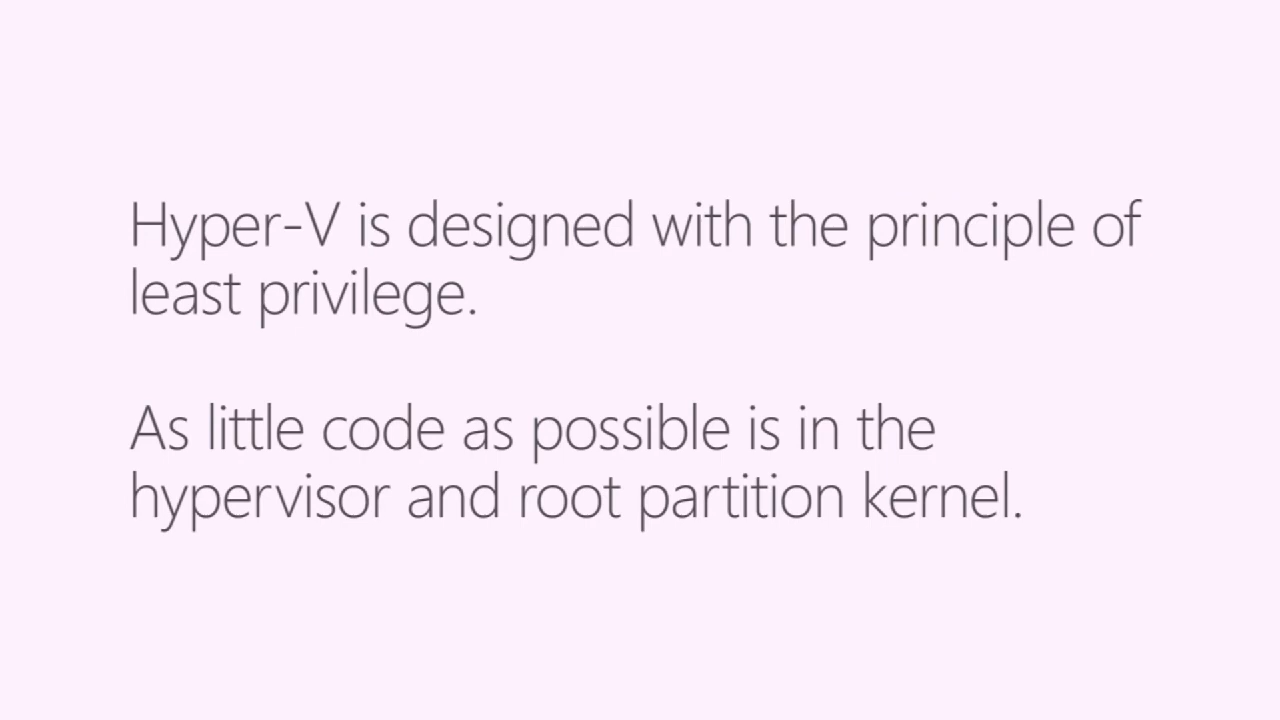 Hyper-V is designed with the principle of
least privilege.
As little code as possible is in the
hypervisor and root partition kernel.